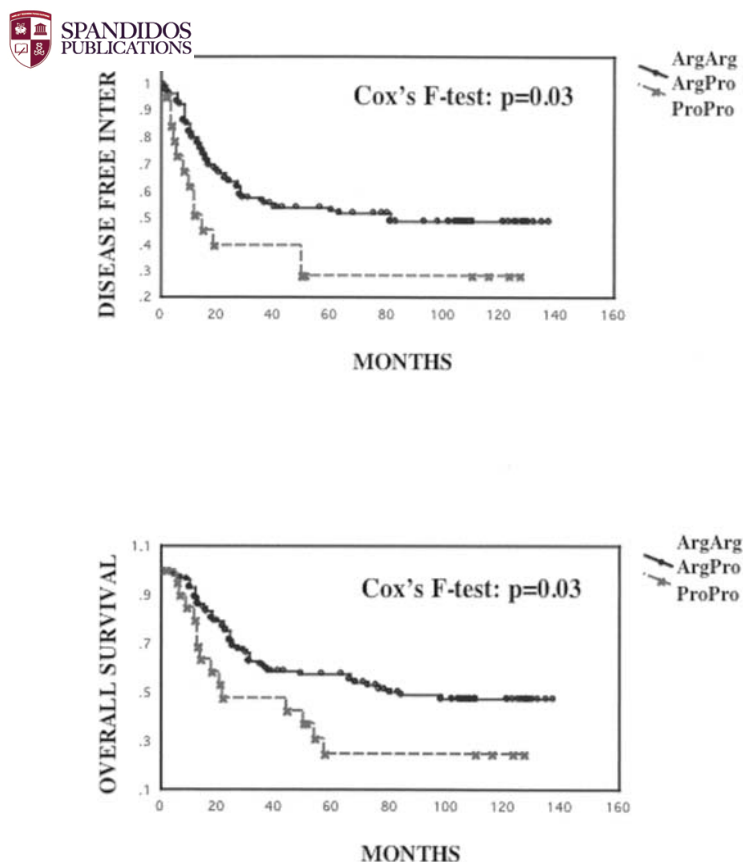 SPANDIDOS
PUBLICATIONS
DISEASE FREE INTER
1
.9
.8
.7
.6
.5
.4
.3
.2
Cox's F-test: p=0.03
ArgArg
ArgPro
ProPro
0 20 40 60 80 100 120 140 160
MONTHS
OVERALL SURVIVAL
1.1
.9
.7
.5
.3
.1
Cox's F-test: p=0.03
ArgArg
ArgPro
ProPro
0 20 40 60 80 100 120 140 160
MONTHS